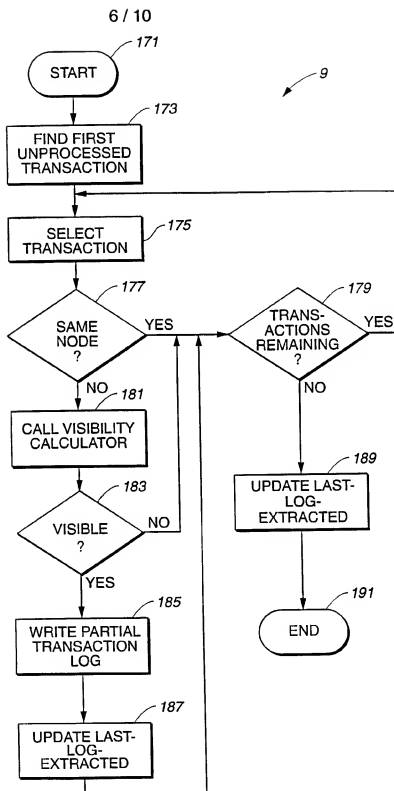 6 / 10
171
START
9
173
FIND FIRST
UNPROCESSED
TRANSACTION
175
SELECT
TRANSACTION
177
SAME
NODE
?
YES
NO
179
TRANS-
ACTIONS
REMAINING
?
YES
NO
181
CALL VISIBILITY
CALCULATOR
183
VISIBLE
?
NO
YES
189
UPDATE LAST-
LOG-
EXTRACTED
185
WRITE PARTIAL
TRANSACTION
LOG
191
END
187
UPDATE LAST-
LOG-
EXTRACTED